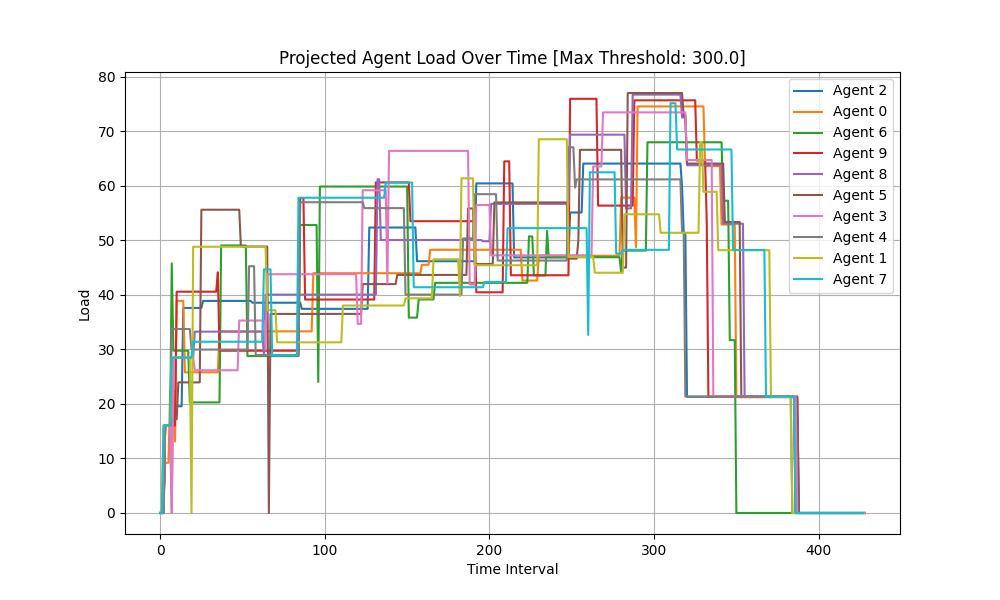 Projected Agent Load Over Time [Max Threshold: 300.0]
Load
80
70
60
50
40
30
20
10
0
0 100 200 300 400
Time Interval
Agent 2
Agent 0
Agent 6
Agent 9
Agent 8
Agent 5
Agent 3
Agent 4
Agent 1
Agent 7